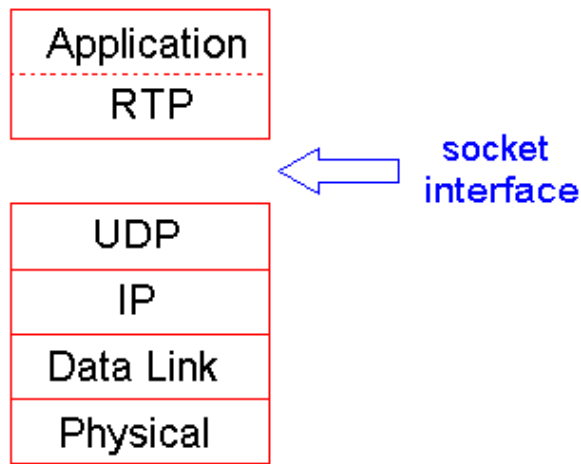 Application
RTP
socket
interface
UDP
IP
Data Link
Physical